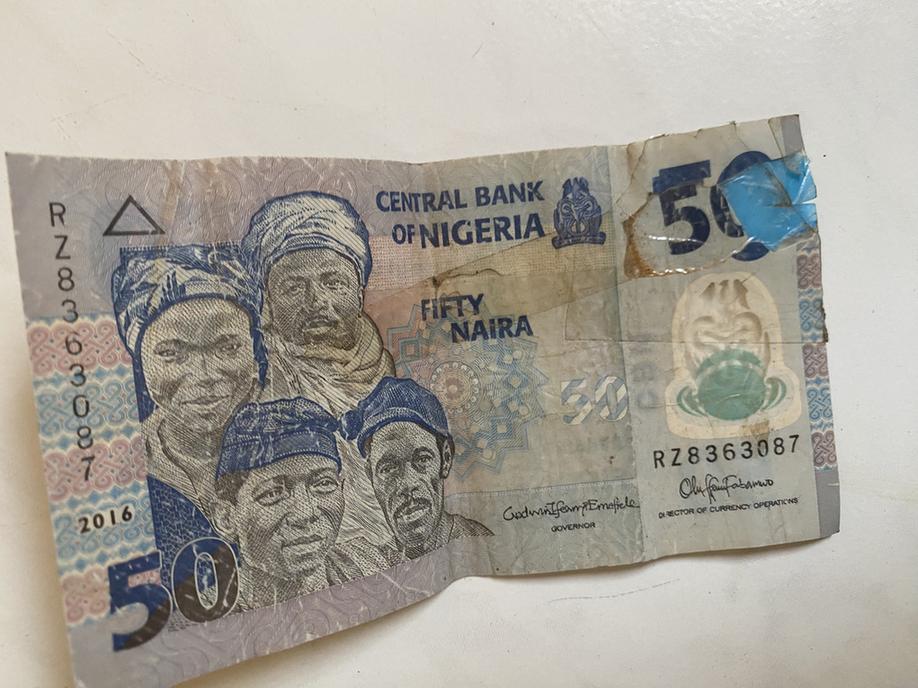 CENTRAL BANK
OF NIGERIA
50
FIFTY
NAIRA
50
RZ8363087
RZ8363087
2016
50
GOVERNOR
DIRECTOR OF CURRENCY OPERATIONS